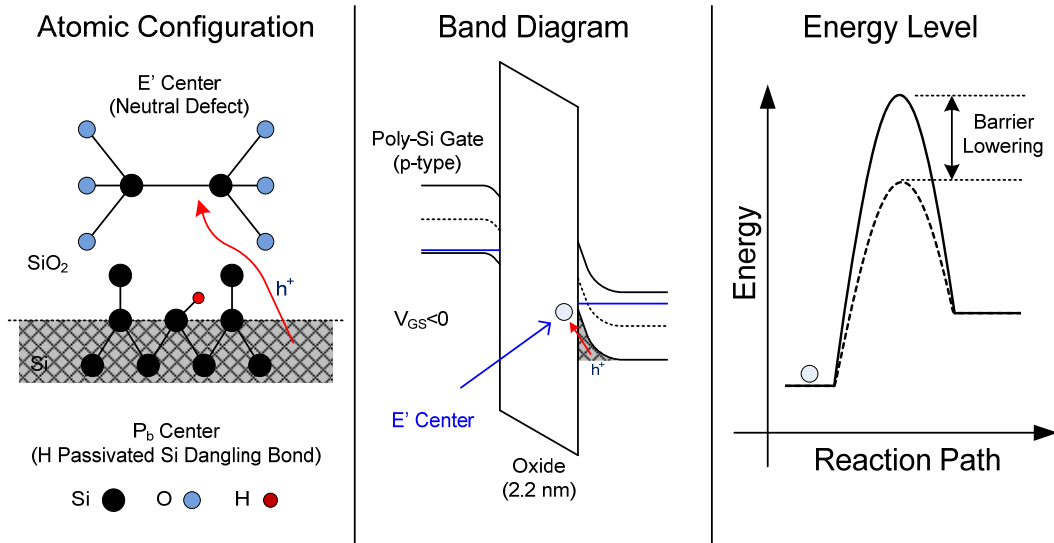 Atomic Configuration
E' Center
(Neutral Defect)
SiO2
h+
Si
Pb Center
(H Passivated Si Dangling Bond)
Si O H
Band Diagram
Poly-Si Gate
(p-type)
VGS<0
h+
E' Center
Oxide
(2.2 nm)
Energy Level
Barrier
Lowering
Energy
Reaction Path